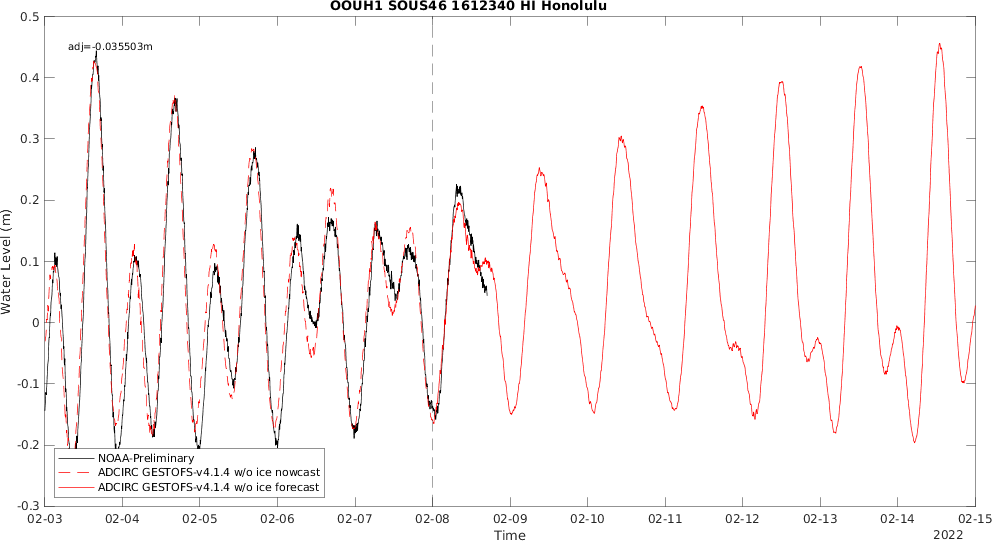 OOUH1 SOUS46 1612340 HI Honolulu
adj=-0.035503m
0.5
0.4
0.3
0.2
0.1
0
-0.1
-0.2
-0.3
Water Level (m)
NOAA-Preliminary
ADCIRC GESTOFS-v4.1.4 w/o ice nowcast
ADCIRC GESTOFS-v4.1.4 w/o ice forecast
02-03 02-04 02-05 02-06 02-07 02-08 02-09 02-10 02-11 02-12 02-13 02-14 02-15
Time
2022